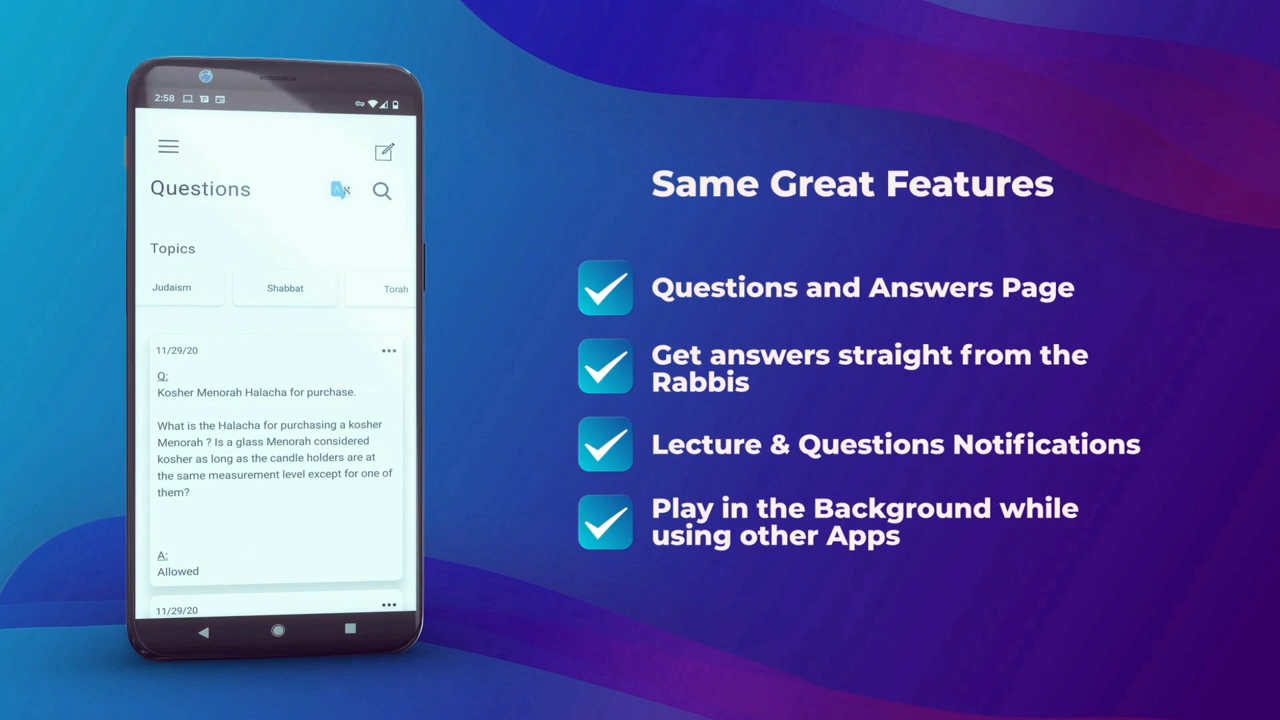 2:58
Questions
Topics
Judaism
Shabbat
Torah
11/29/20
Q:
Kosher Menorah Halacha for purchase.
What is the Halacha for purchasing a kosher
Menorah ? Is a glass Menorah considered
kosher as long as the candle holders are at
the same measurement level except for one of
them?
A:
Allowed
11/29/20
Same Great Features
Questions and Answers Page
Get answers straight from the
Rabbis
Lecture & Questions Notifications
Play in the Background while
using other Apps